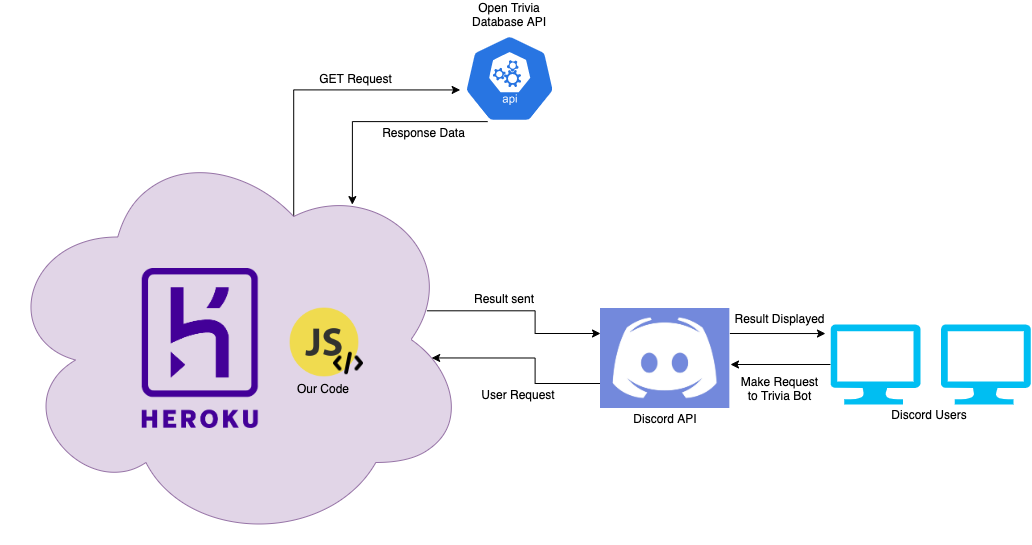 Open Trivia
Database API
GET Request
api
Response Data
Result sent
Result Displayed
JS
</>
Our Code
HEROKU
User Request
Make Request
to Trivia Bot
Discord API
Discord Users